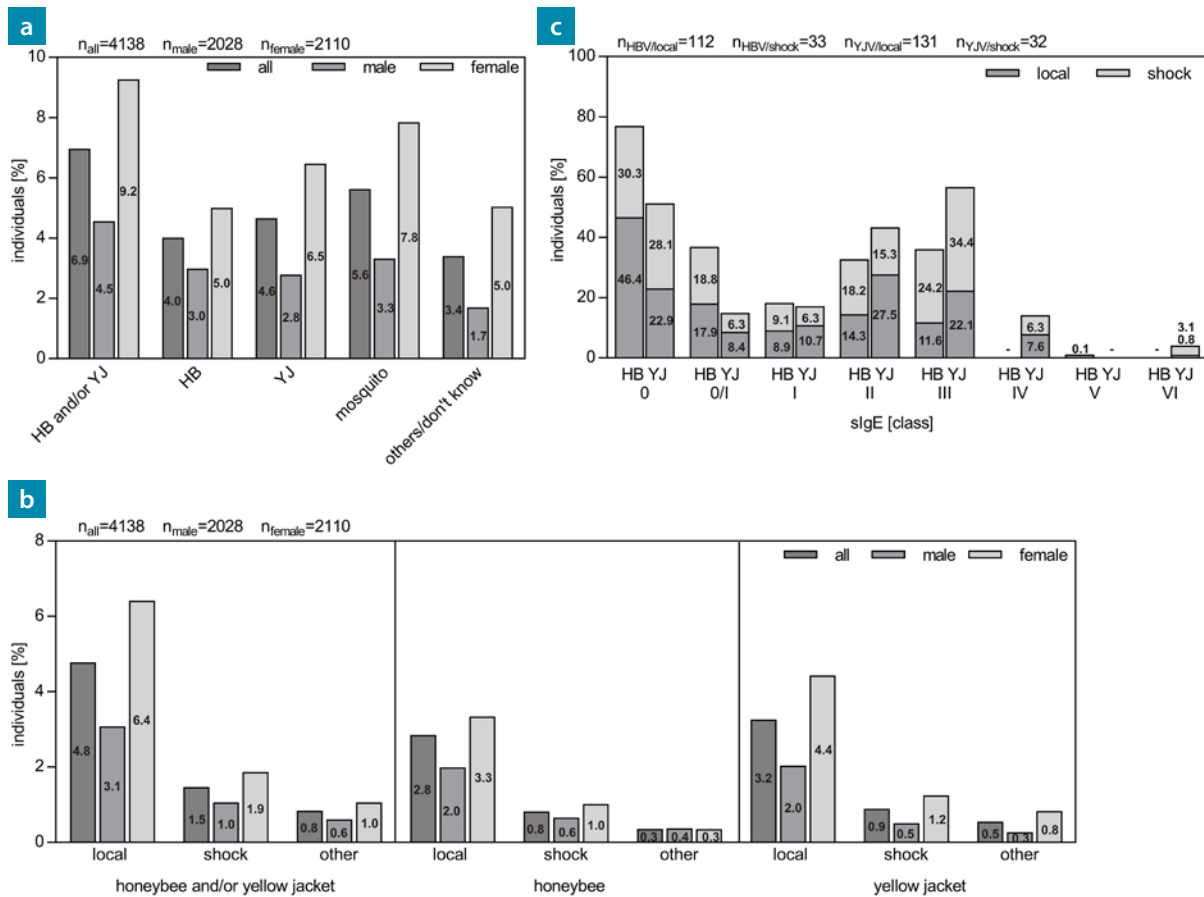 a
n_all=4138 n_male=2028 n_female=2110
all male female
individuals [%]
10
8
6
4
2
0
6.9 4.5 9.2
4.0 3.0 5.0
4.6 2.8 6.5
5.6 3.3 7.8
3.4 1.7 5.0
HB and/or YJ HB YJ mosquito others/don't know
c
n_HBV/local=112 n_HBV/shock=33 n_YJV/local=131 n_YJV/shock=32
local shock
individuals [%]
100
80
60
40
20
0
30.3 46.4 28.1 22.9
18.8 17.9 6.3 8.4
9.1 8.9 6.3 10.7
18.2 14.3 15.3 27.5
24.2 11.6 34.4 22.1
- 6.3 7.6
0.1 -
- 3.1 0.8
HB YJ HB YJ HB YJ HB YJ HB YJ HB YJ HB YJ HB YJ
0 0/I I II III IV V VI
sIgE [class]
b
n_all=4138 n_male=2028 n_female=2110
all male female
individuals [%]
8
6
4
2
0
4.8 3.1 6.4
1.5 1.0 1.9
0.8 0.6 1.0
2.8 2.0 3.3
0.8 0.6 1.0
0.3 0.4 0.3
3.2 2.0 4.4
0.9 0.5 1.2
0.5 0.3 0.8
local shock other local shock other local shock other
honeybee and/or yellow jacket honeybee yellow jacket